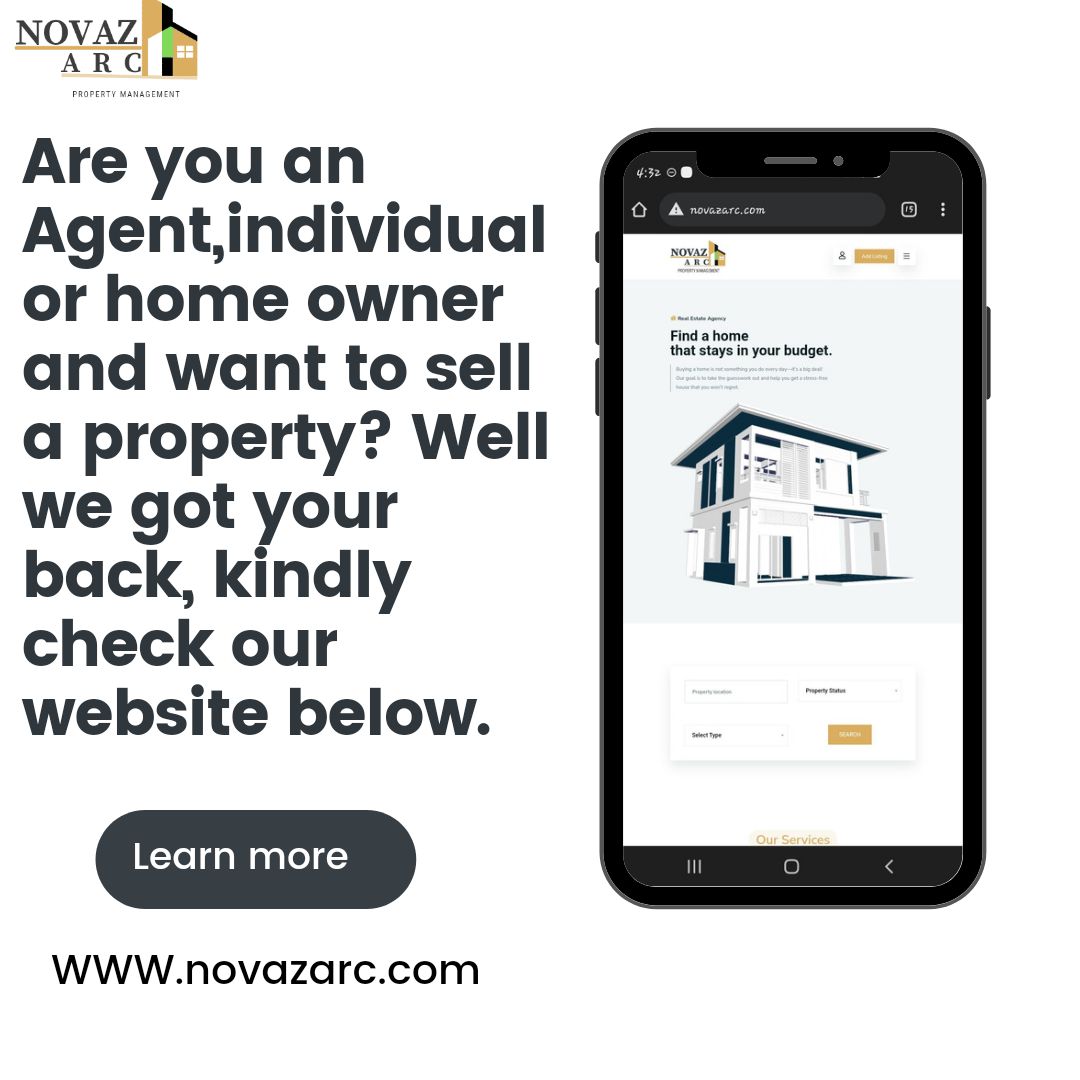 NOVAZ
ARC
PROPERTY MANAGEMENT
Are you an
Agent,individual
or home owner
and want to sell
a property? Well
we got your
back, kindly
check our
website below.
Learn more
WWW.novazarc.com
4:32
novazarc.com
15
NOVAZ
ARC
PROPERTY MANAGEMENT
Add Listing
Real Estate Agency
Find a home
that stays in your budget.
Buying a home is not something you do every day—it's a big deal!
Our goal is to take the guesswork out and help you get a stress-free
house that you won't regret.
Property location
Property Status
Select Type
SEARCH
Our Services